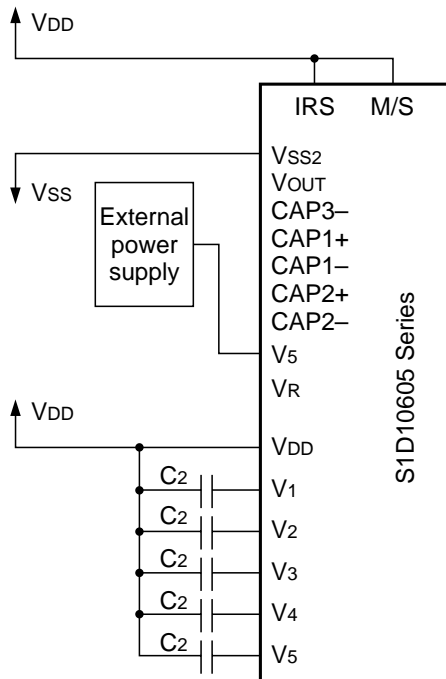 VDD
IRS M/S
VSS2
VSS
VOUT
External
power
supply
CAP3–
CAP1+
CAP1–
CAP2+
CAP2–
V5
VR
S1D10605 Series
VDD
VDD
C2
V1
C2
V2
C2
V3
C2
V4
C2
V5